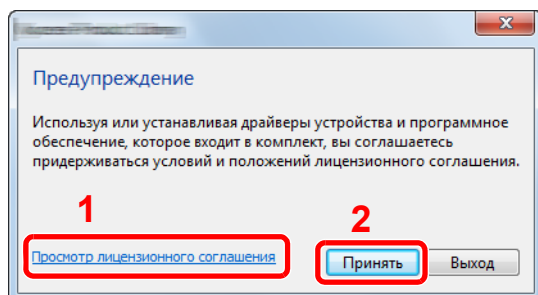 Предупреждение
Используя или устанавливая драйверы устройства и программное
обеспечение, которое входит в комплект, вы соглашаетесь
придерживаться условий и положений лицензионного соглашения.
1
2
Просмотр лицензионного соглашения
Принять
Выход